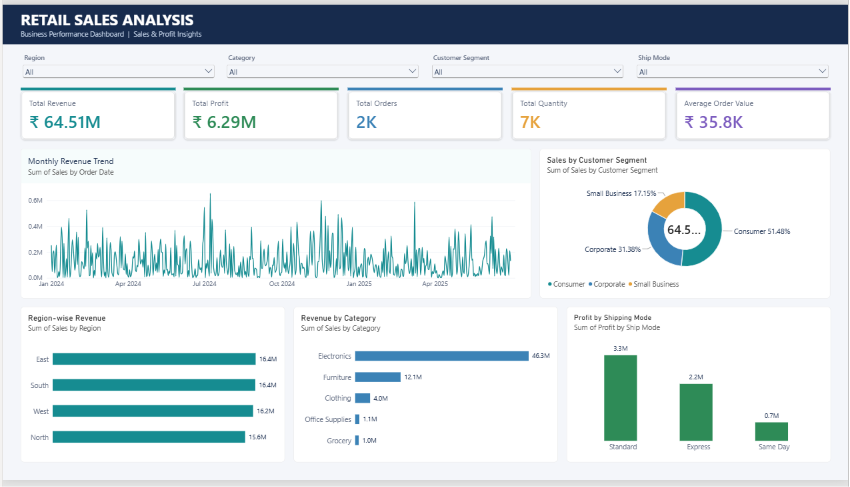 RETAIL SALES ANALYSIS
Business Performance Dashboard | Sales & Profit Insights
Region
All
Category
All
Customer Segment
All
Ship Mode
All
Total Revenue
₹ 64.51M
Total Profit
₹ 6.29M
Total Orders
2K
Total Quantity
7K
Average Order Value
₹ 35.8K
Monthly Revenue Trend
Sum of Sales by Order Date
0.6M
0.4M
0.2M
0.0M
Jan 2024 Apr 2024 Jul 2024 Oct 2024 Jan 2025 Apr 2025
Sales by Customer Segment
Sum of Sales by Customer Segment
Small Business 17.15%
64.5...
Consumer 51.48%
Corporate 31.38%
Consumer Corporate Small Business
Region-wise Revenue
Sum of Sales by Region
East 16.4M
South 16.4M
West 16.2M
North 15.6M
Revenue by Category
Sum of Sales by Category
Electronics 46.3M
Furniture 12.1M
Clothing 4.0M
Office Supplies 1.1M
Grocery 1.0M
Profit by Shipping Mode
Sum of Profit by Ship Mode
3.3M
2.2M
0.7M
Standard Express Same Day